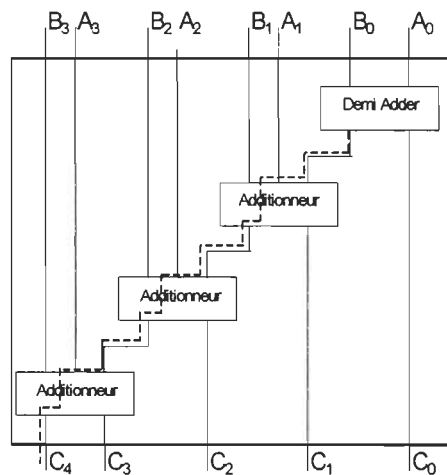 B₃ A₃ B₂ A₂ B₁ A₁ B₀ A₀
Demi Adder
Additionneur
Additionneur
Additionneur
C₄ C₃ C₂ C₁ C₀